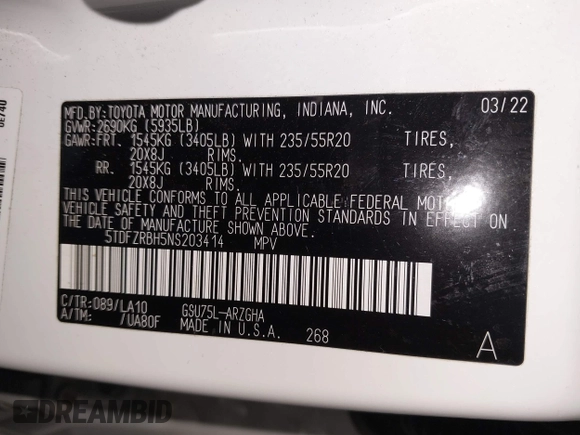 MFD.BY:TOYOTA MOTOR MANUFACTURING, INDIANA, INC. 03/22
GVWR:2690KG (5935LB)
GAWR:FRT. 1545KG (3405LB) WITH 235/55R20 TIRES,
20X8J RIMS.
RR. 1545KG (3405LB) WITH 235/55R20 TIRES,
20X8J RIMS.
THIS VEHICLE CONFORMS TO ALL APPLICABLE FEDERAL MOTOR
VEHICLE SAFETY AND THEFT PREVENTION STANDARDS IN EFFECT ON
THE DATE OF MANUFACTURE SHOWN ABOVE.
5TDFZRBH5NS203414 MPV
C/TR:089/LA10 GSU75L-ARZGHA
A/TM: /UA80F MADE IN U.S.A. 268 A
0E740
DREAMBID